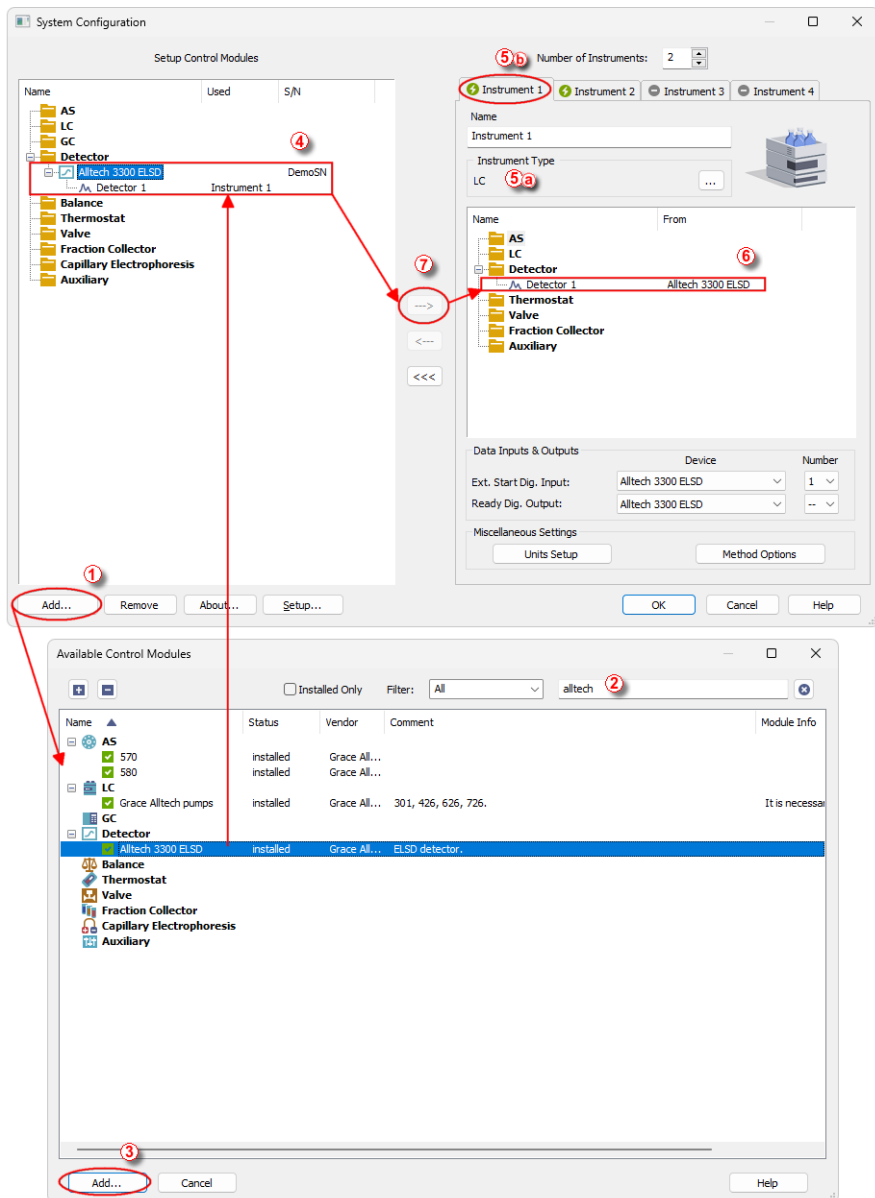 System Configuration
Setup Control Modules
Name Used S/N
AS
LC
GC
④
Detector
Alltech 3300 ELSD DemoSN
Detector 1 Instrument 1
Balance
Thermostat
Valve
Fraction Collector
Capillary Electrophoresis
Auxiliary
⑦
--->
<---
<<<
①
Add... Remove About... Setup...
⑤b Number of Instruments: 2
Instrument 1 Instrument 2 Instrument 3 Instrument 4
Name
Instrument 1
Instrument Type
LC ⑤a ...
Name From
AS
LC
⑥
Detector
Detector 1 Alltech 3300 ELSD
Thermostat
Valve
Fraction Collector
Auxiliary
Data Inputs & Outputs
Device Number
Ext. Start Dig. Input: Alltech 3300 ELSD 1
Ready Dig. Output: Alltech 3300 ELSD --
Miscellaneous Settings
Units Setup Method Options
OK Cancel Help
Available Control Modules
Installed Only Filter: All alltech ②
Name Status Vendor Comment Module Info
AS
570 installed Grace All...
580 installed Grace All...
LC
Grace Alltech pumps installed Grace All... 301, 426, 626, 726. It is necessar
GC
Detector
Alltech 3300 ELSD installed Grace All... ELSD detector.
Balance
Thermostat
Valve
Fraction Collector
Capillary Electrophoresis
Auxiliary
③
Add... Cancel Help